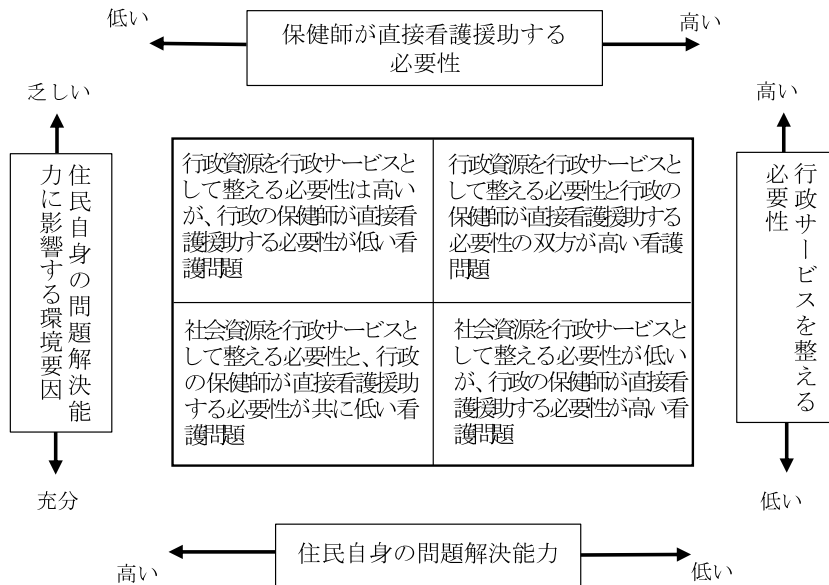 低い
保健師が直接看護援助する
必要性
高い
乏しい
住民自身の問題解決能
力に影響する環境要因
充分
行政資源を行政サービスと
して整える必要性は高い
が、行政の保健師が直接看
護援助する必要性が低い看
護問題
行政資源を行政サービスと
して整える必要性と行政の
保健師が直接看護援助する
必要性の双方が高い看護
問題
社会資源を行政サービスと
して整える必要性と、行政
の保健師が直接看護援助
する必要性が共に低い看
護問題
社会資源を行政サービスと
して整える必要性が低い
が、行政の保健師が直接看
護援助する必要性が高い看
護問題
高い
行政サービスを整える
必要性
低い
高い
住民自身の問題解決能力
低い